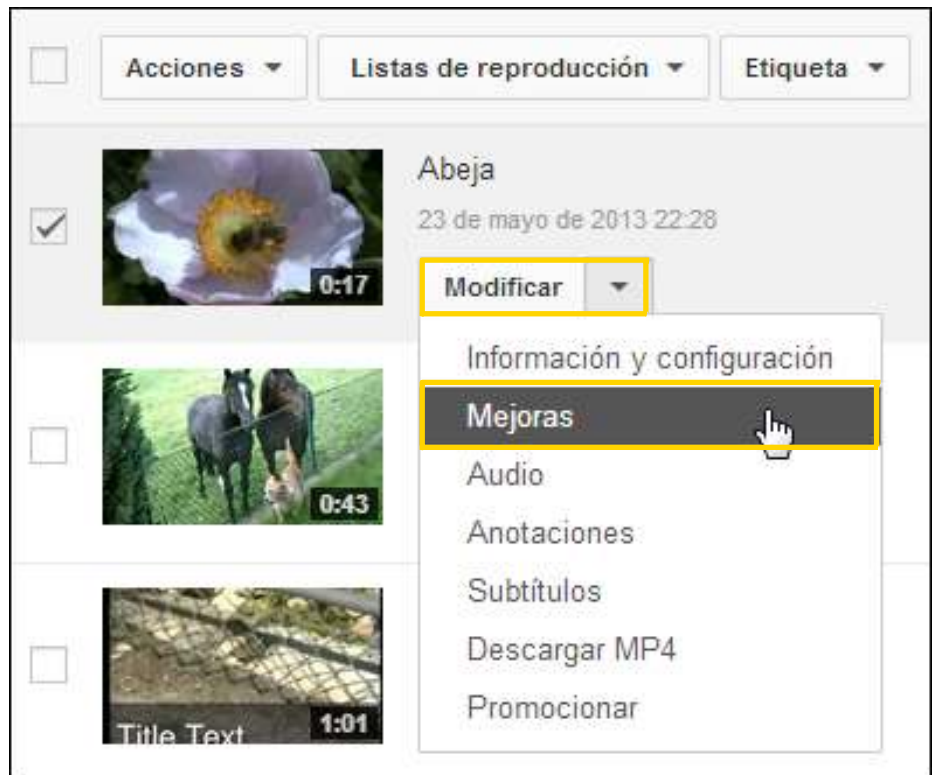 Acciones
Listas de reproducción
Etiqueta
Abeja
23 de mayo de 2013 22:28
0:17
Modificar
Información y configuración
Mejoras
0:43
Audio
Anotaciones
Subtítulos
Descargar MP4
Promocionar
Title Text
1:01